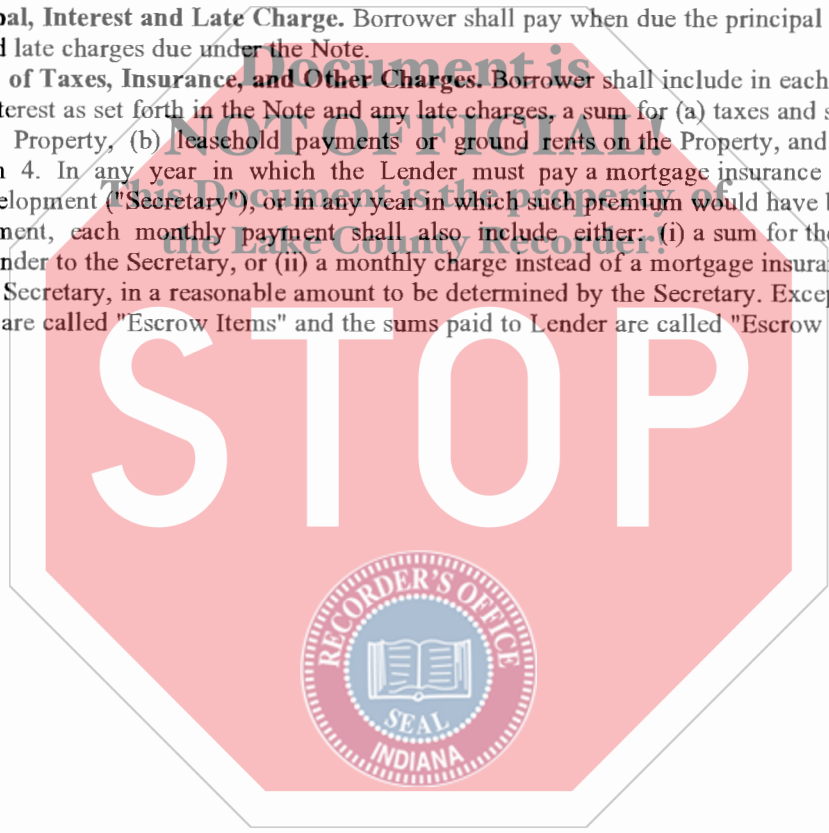 pal, Interest and Late Charge. Borrower shall pay when due the principal
d late charges due under the Note.
of Taxes, Insurance, and Other Charges. Borrower shall include in each
terest as set forth in the Note and any late charges, a sum for (a) taxes and s
Property, (b) leasehold payments or ground rents on the Property, and
n 4. In any year in which the Lender must pay a mortgage insurance
elopment ("Secretary"), or in any year in which such premium would have b
ment, each monthly payment shall also include either: (i) a sum for the
nder to the Secretary, or (ii) a monthly charge instead of a mortgage insura
Secretary, in a reasonable amount to be determined by the Secretary. Excep
are called "Escrow Items" and the sums paid to Lender are called "Escrow
Document is
NOT OFFICIAL!
This Document is the property of
the Lake County Recorder!
STOP
RECORDER'S OFFICE
SEAL
INDIANA